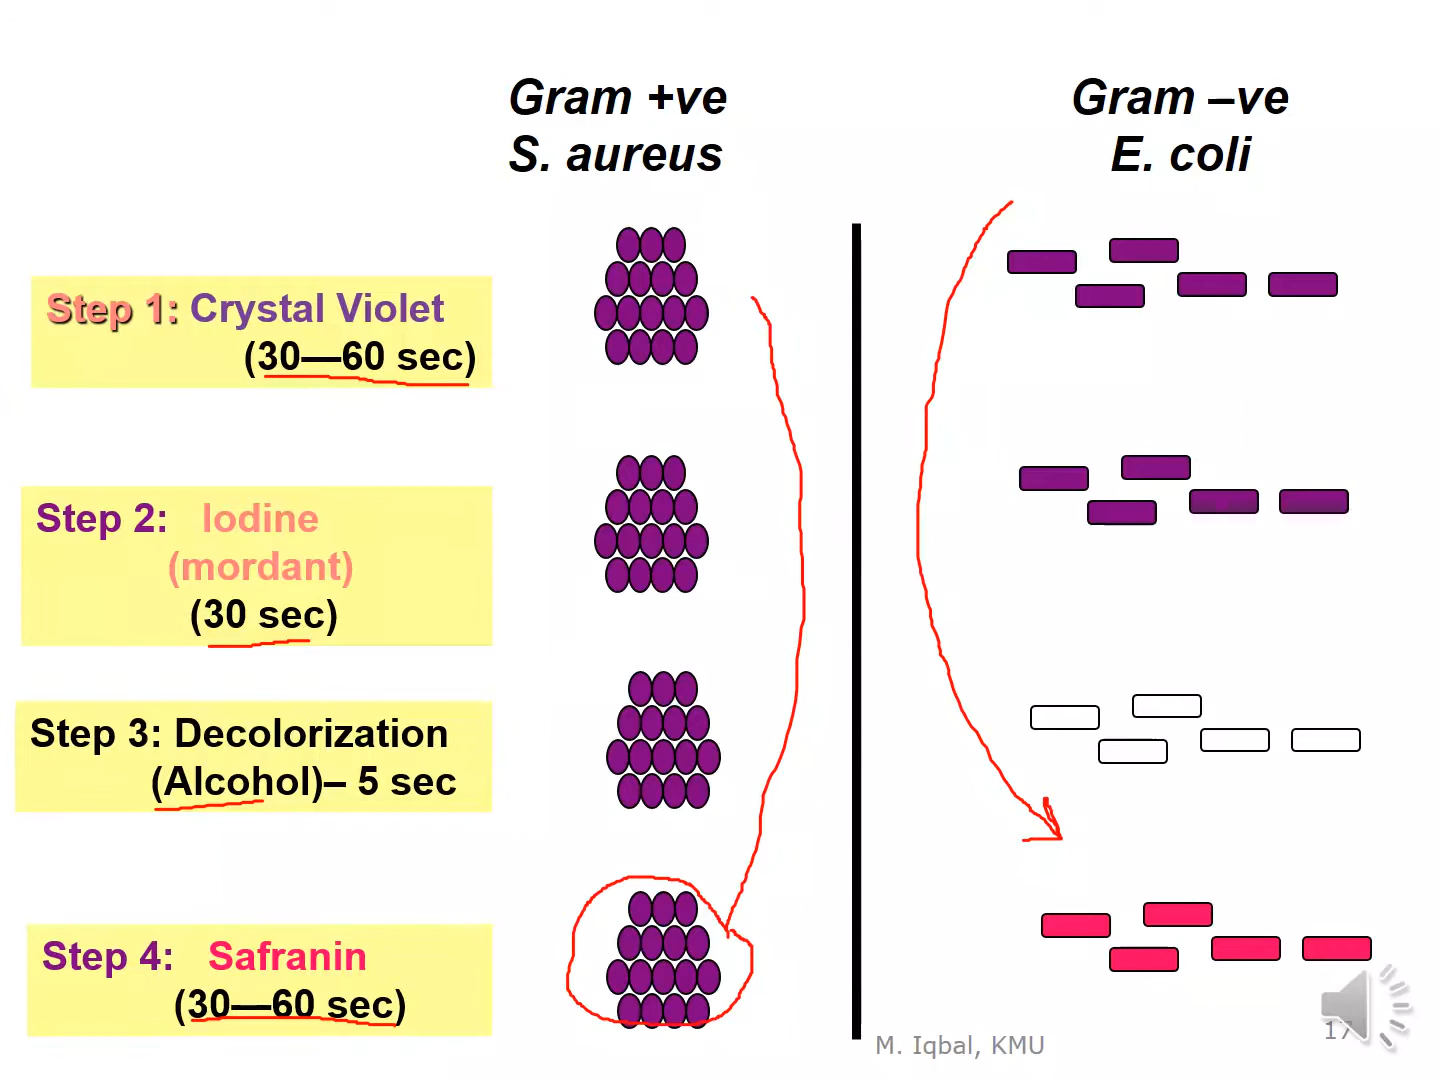 Gram +ve
S. aureus
Gram –ve
E. coli
Step 1: Crystal Violet
(30—60 sec)
Step 2: Iodine
(mordant)
(30 sec)
Step 3: Decolorization
(Alcohol)– 5 sec
Step 4: Safranin
(30—60 sec)
M. Iqbal, KMU
17